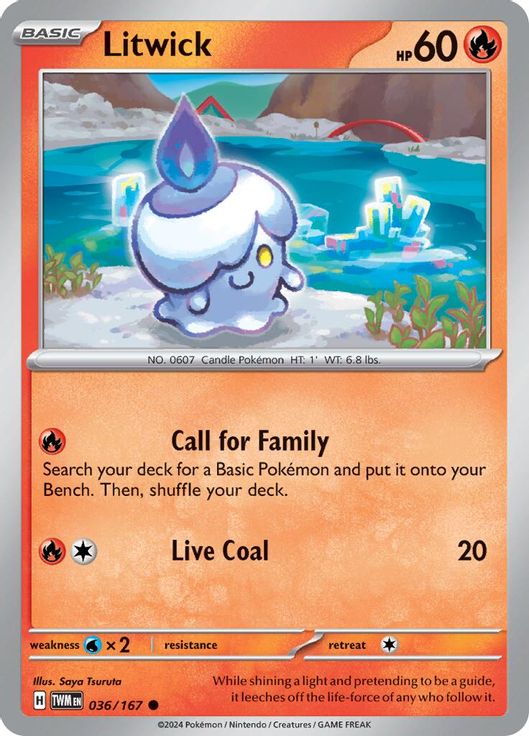 BASIC
Litwick
HP 60
NO. 0607 Candle Pokémon HT: 1' WT: 6.8 lbs.
Call for Family
Search your deck for a Basic Pokémon and put it onto your
Bench. Then, shuffle your deck.
Live Coal 20
weakness × 2 resistance retreat
Illus. Saya Tsuruta
While shining a light and pretending to be a guide,
it leeches off the life-force of any who follow it.
H TWM EN 036/167
©2024 Pokémon / Nintendo / Creatures / GAME FREAK